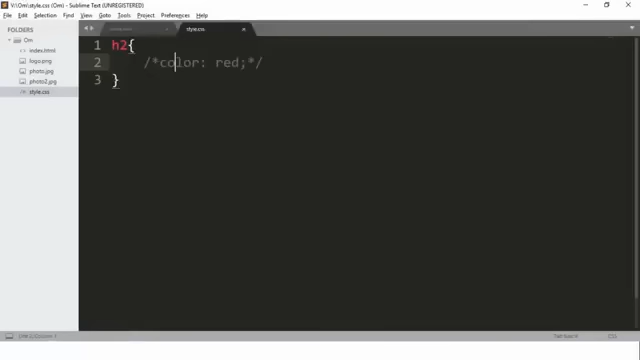 V:\Om\style.css (Om) - Sublime Text (UNREGISTERED)
File Edit Selection Find View Goto Tools Project Preferences Help
FOLDERS
Om
index.html
logo.png
photo.jpg
photo2.jpg
/* style.css
style.css ×
1 h2{
2 /*color: red;*/
3 }
CSS